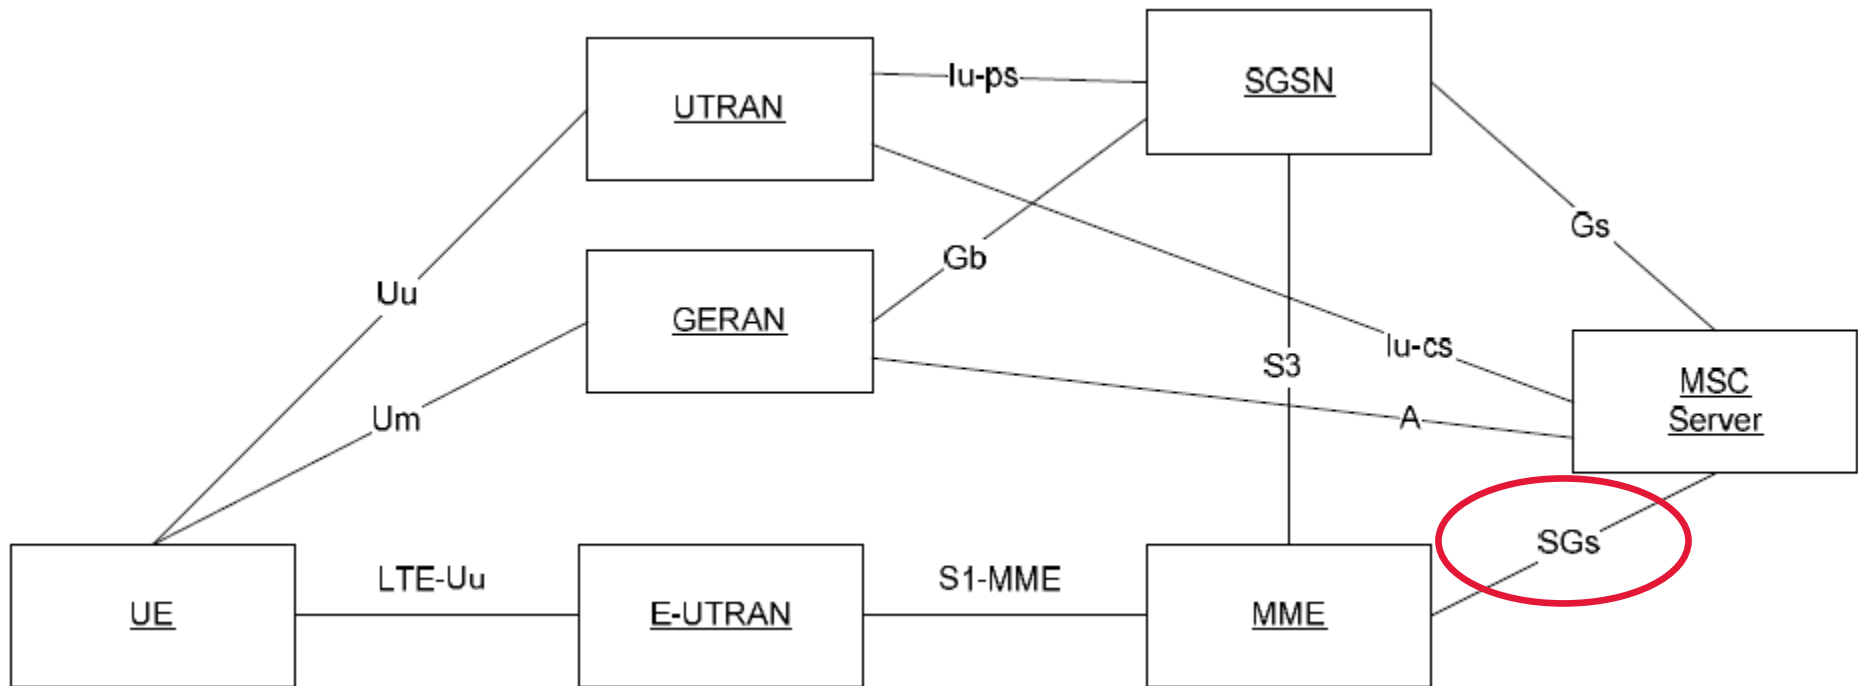 SGSN
Iu-ps
UTRAN
Gs
Gb
Uu
GERAN
Iu-cs
S3
MSC
Server
A
Um
SGs
LTE-Uu
S1-MME
UE
E-UTRAN
MME